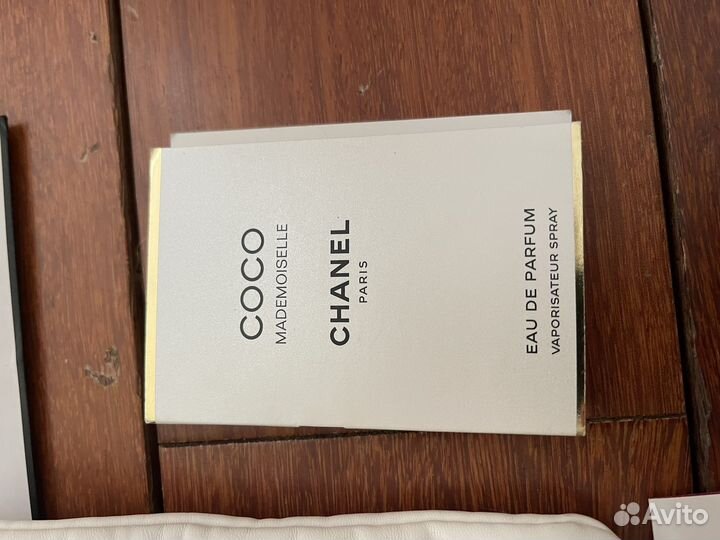 COCO
MADEMOISELLE
CHANEL
PARIS
EAU DE PARFUM
VAPORISATEUR SPRAY
Avito